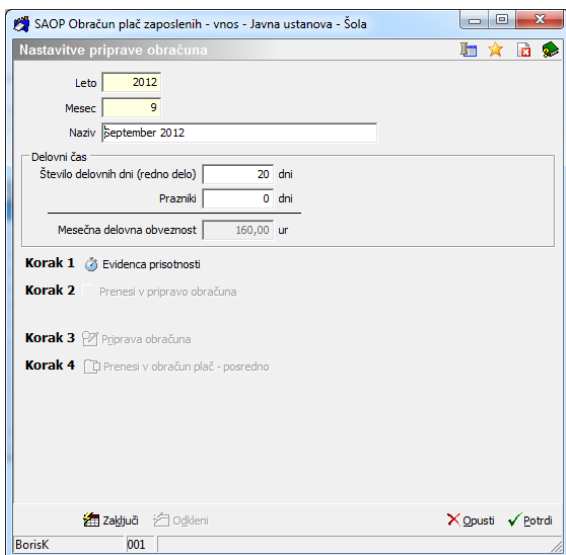 SAOP Obračun plač zaposlenih - vnos - Javna ustanova - Šola
Nastavitve priprave obračuna
Leto 2012
Mesec 9
Naziv September 2012
Delovni čas
Število delovnih dni (redno delo) 20 dni
Prazniki 0 dni
Mesečna delovna obveznost 160,00 ur
Korak 1 Evidenca prisotnosti
Korak 2 Prenesi v pripravo obračuna
Korak 3 Priprava obračuna
Korak 4 Prenesi v obračun plač - posredno
Zaključi Odkleni Opusti Potrdi
BorisK 001